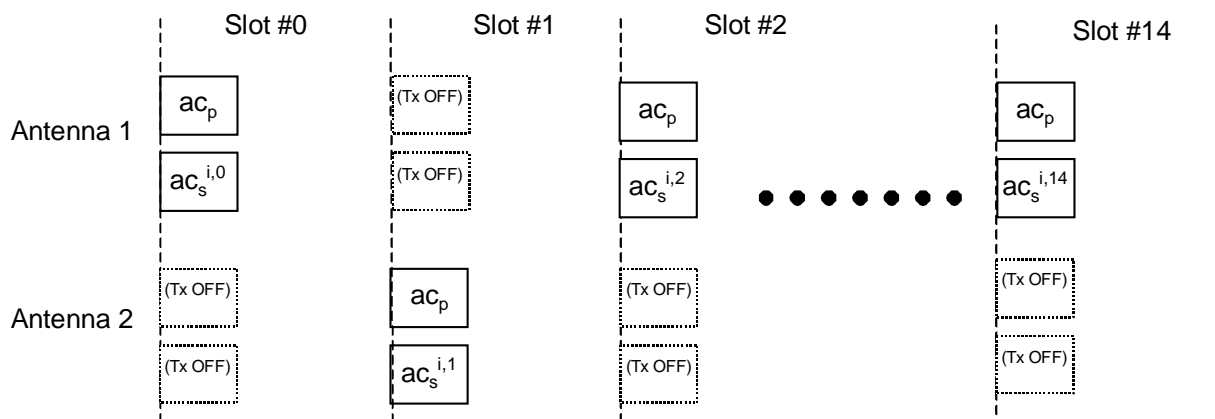 Slot #0 Slot #1 Slot #2 Slot #14
ac_p (Tx OFF) ac_p ac_p
Antenna 1
ac_s^i,0 (Tx OFF) ac_s^i,2 ac_s^i,14
(Tx OFF) ac_p (Tx OFF) (Tx OFF)
Antenna 2
(Tx OFF) ac_s^i,1 (Tx OFF) (Tx OFF)